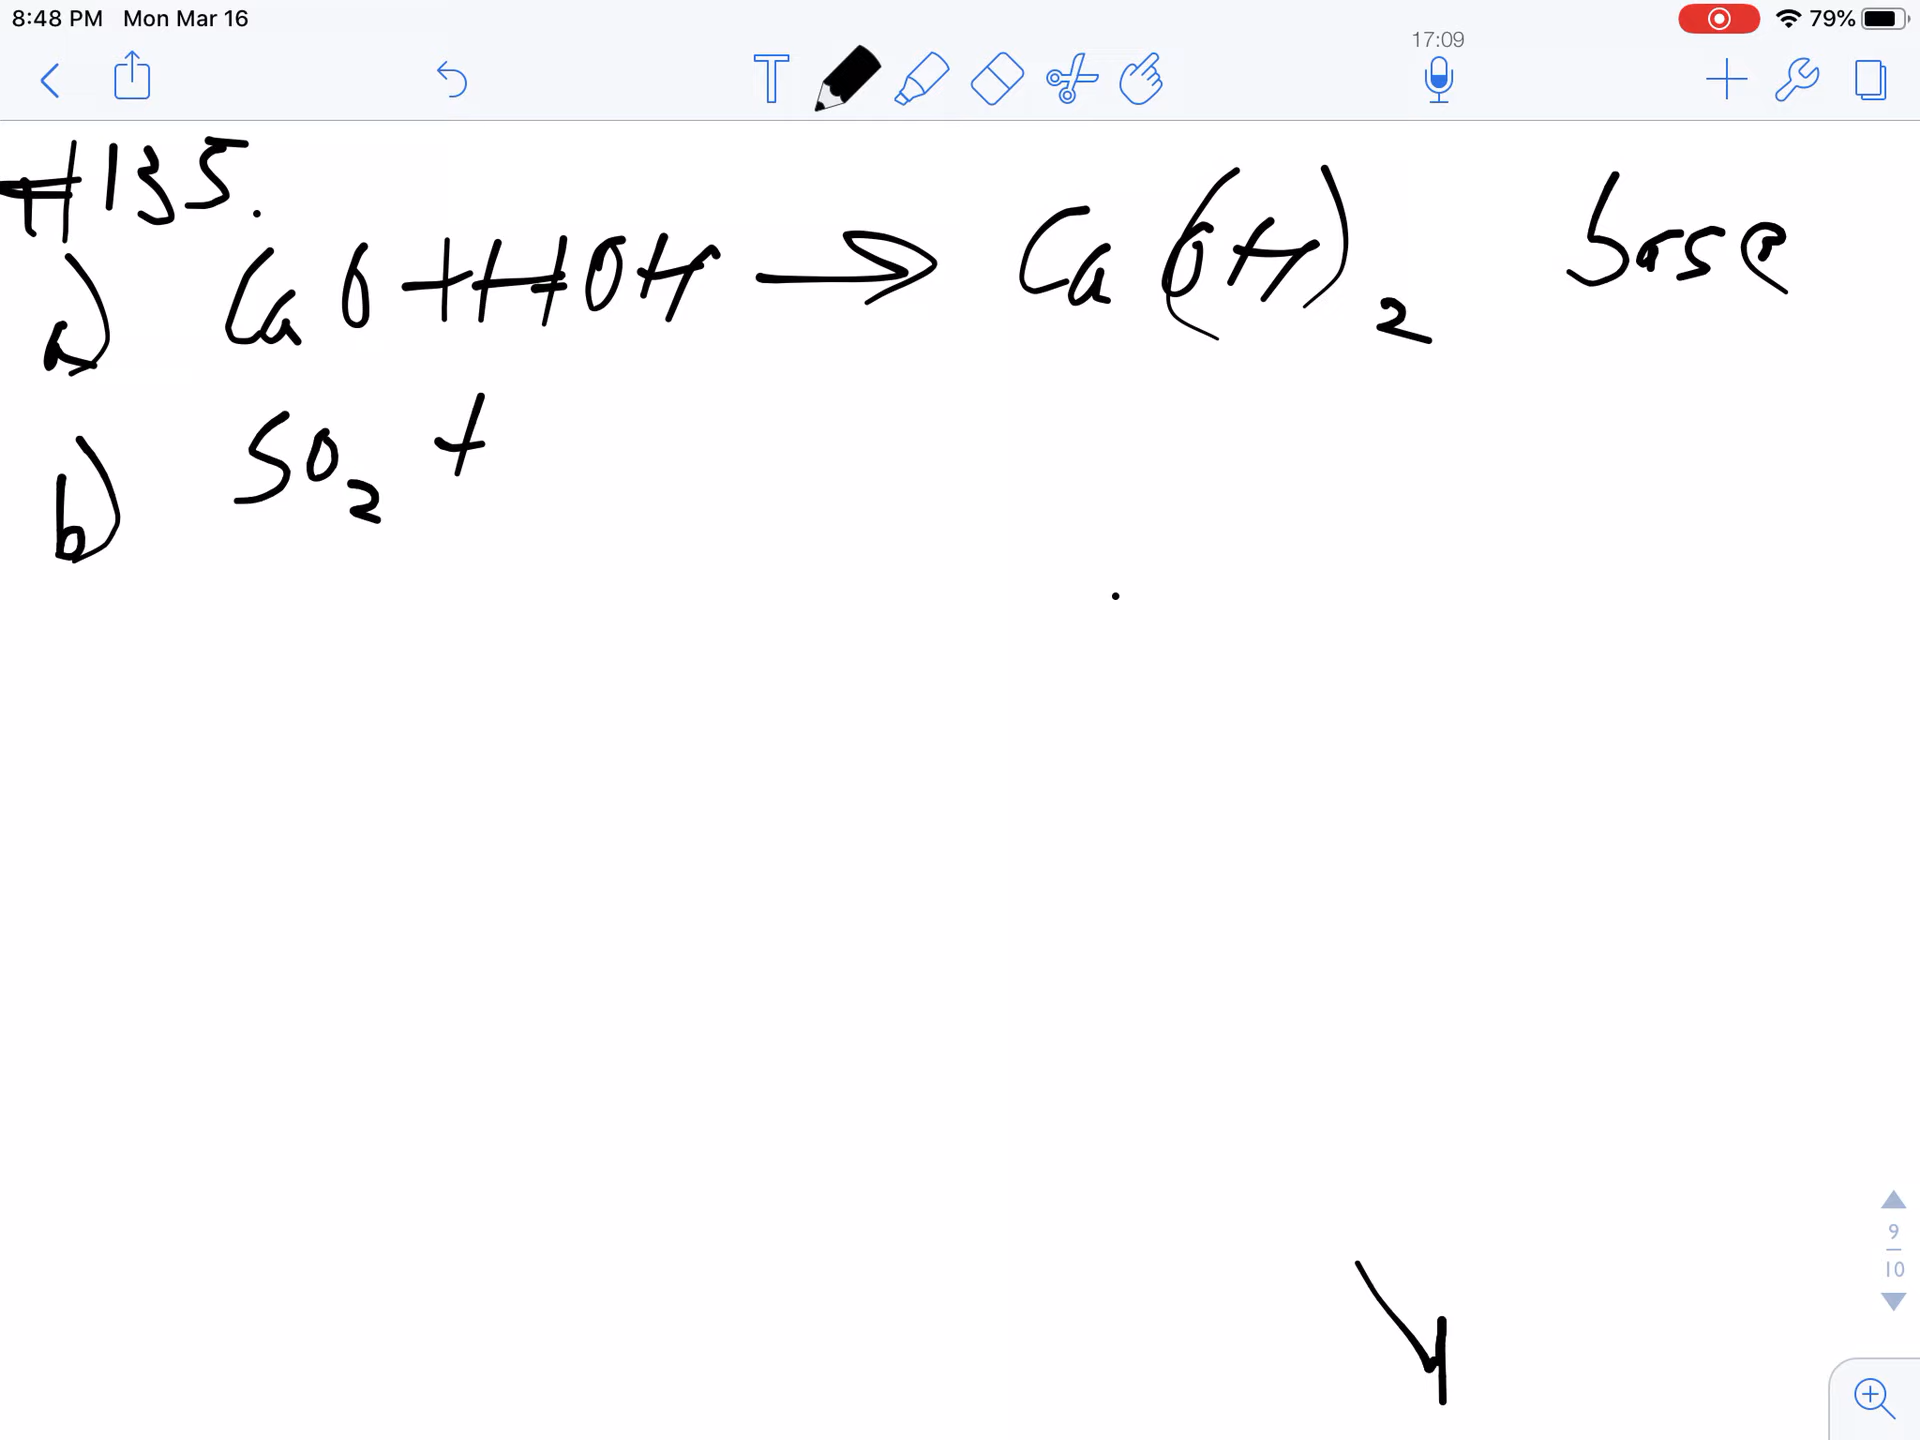 8:48 PM Mon Mar 16
79%
17:09
T
#135.
a) CaO + HOH → Ca(OH)₂ base
b) SO₂ +
9
10